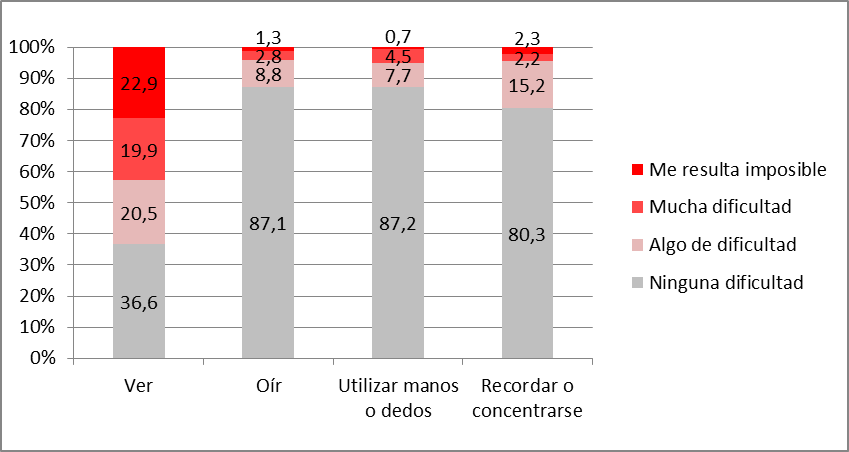 1,3 0,7 2,3
100%
90%
80%
70%
60%
50%
40%
30%
20%
10%
0%
22,9 2,8 4,5 2,2
19,9 8,8 7,7 15,2
20,5
36,6 87,1 87,2 80,3
Ver Oír Utilizar manos Recordar o
o dedos concentrarse
Me resulta imposible
Mucha dificultad
Algo de dificultad
Ninguna dificultad